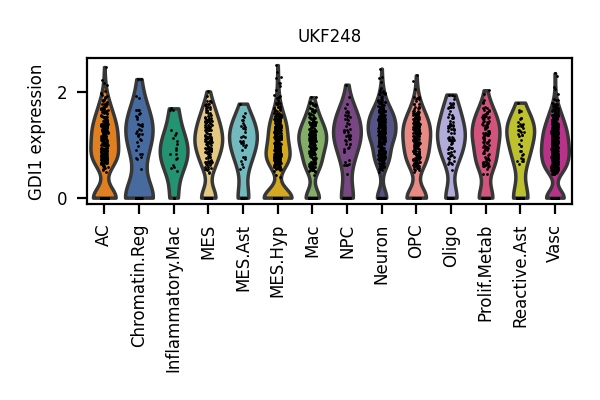 UKF248
GDI1 expression
2
0
AC
Chromatin.Reg
Inflammatory.Mac
MES
MES.Ast
MES.Hyp
Mac
NPC
Neuron
OPC
Oligo
Prolif.Metab
Reactive.Ast
Vasc